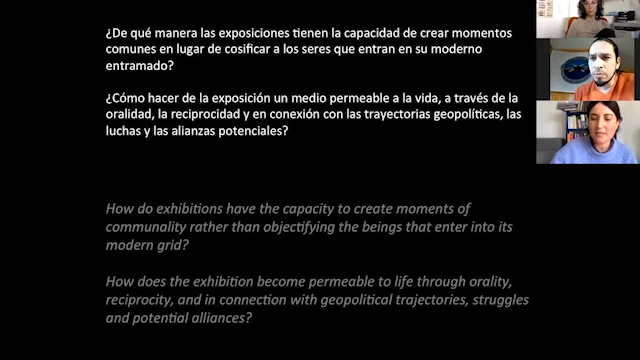 ¿De qué manera las exposiciones tienen la capacidad de crear momentos
comunes en lugar de cosificar a los seres que entran en su moderno
entramado?
¿Cómo hacer de la exposición un medio permeable a la vida, a través de la
oralidad, la reciprocidad y en conexión con las trayectorias geopolíticas, las
luchas y las alianzas potenciales?
How do exhibitions have the capacity to create moments of
communality rather than objectifying the beings that enter into its
modern grid?
How does the exhibition become permeable to life through orality,
reciprocity, and in connection with geopolitical trajectories, struggles
and potential alliances?